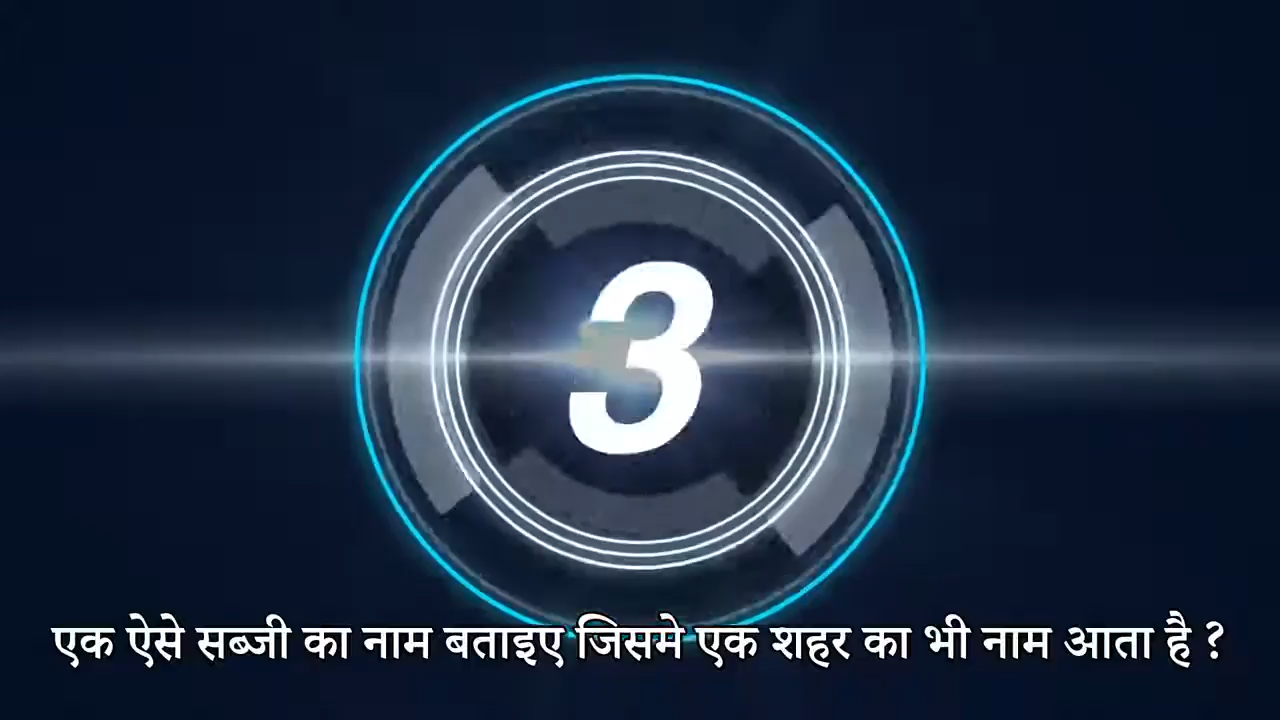 3
एक ऐसे सब्जी का नाम बताइए जिसमे एक शहर का भी नाम आता है ?